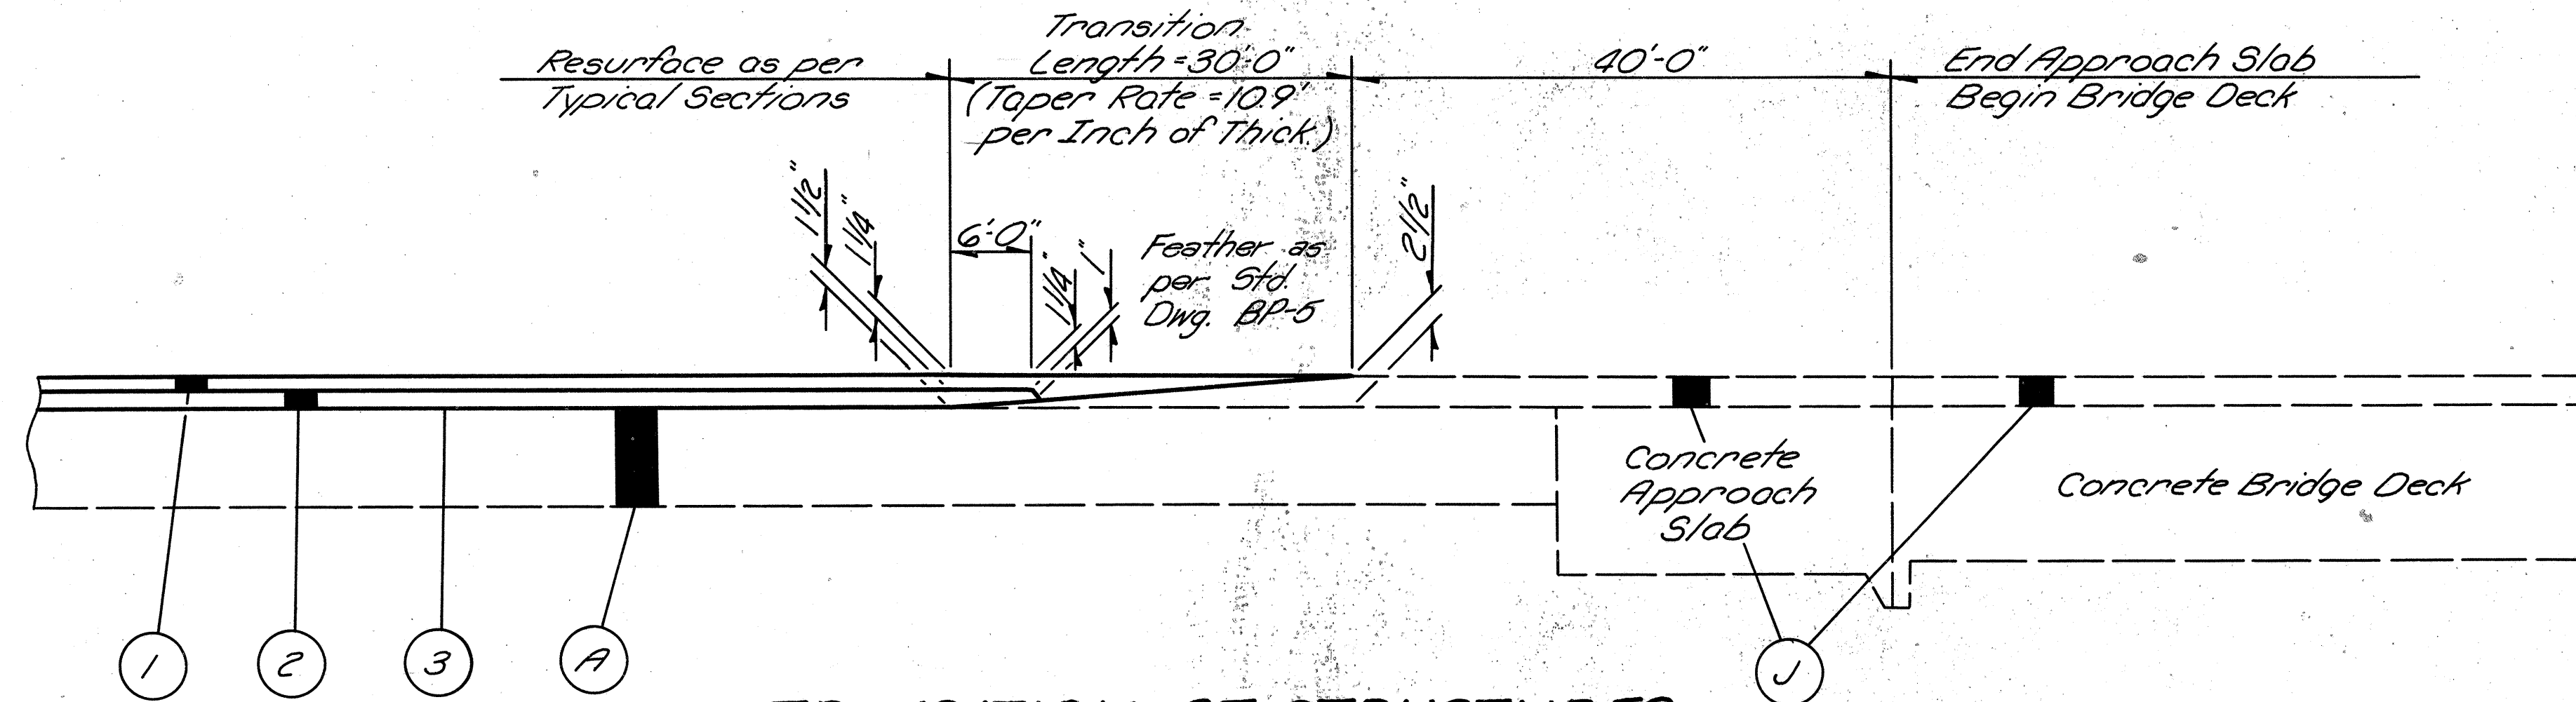 Resurface as per
Typical Sections
Transition
Length = 30'-0"
(Taper Rate = 10.9'
per Inch of Thick.)
40'-0"
End Approach Slab
Begin Bridge Deck
1 1/2"
1 1/4"
6'-0"
1 1/4"
1"
Feather as
per Std.
Dwg. BP-5
2 1/2"
Concrete
Approach
Slab
Concrete Bridge Deck
1
2
3
A
J